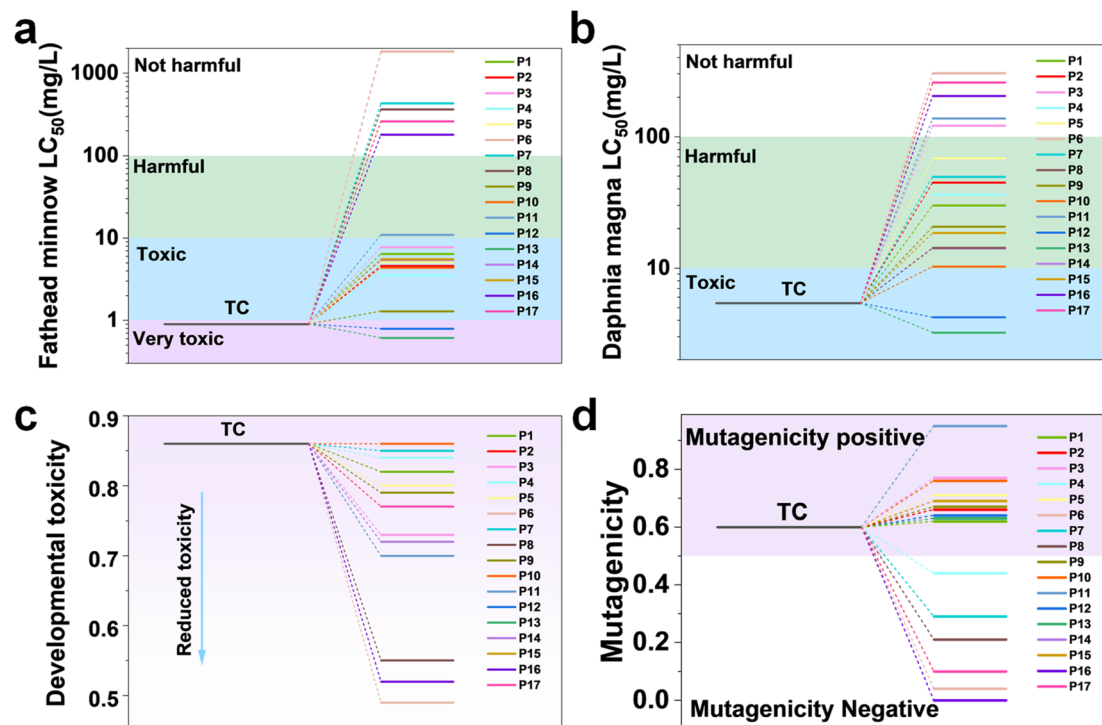 a
Fathead minnow LC50(mg/L)
1000
100
10
1
Not harmful
Harmful
Toxic
Very toxic
TC
P1
P2
P3
P4
P5
P6
P7
P8
P9
P10
P11
P12
P13
P14
P15
P16
P17
b
Daphnia magna LC50(mg/L)
100
10
Not harmful
Harmful
Toxic
TC
P1
P2
P3
P4
P5
P6
P7
P8
P9
P10
P11
P12
P13
P14
P15
P16
P17
c
Developmental toxicity
0.9
0.8
0.7
0.6
0.5
TC
Reduced toxicity
P1
P2
P3
P4
P5
P6
P7
P8
P9
P10
P11
P12
P13
P14
P15
P16
P17
d
Mutagenicity
0.8
0.6
0.4
0.2
0.0
Mutagenicity positive
TC
Mutagenicity Negative
P1
P2
P3
P4
P5
P6
P7
P8
P9
P10
P11
P12
P13
P14
P15
P16
P17